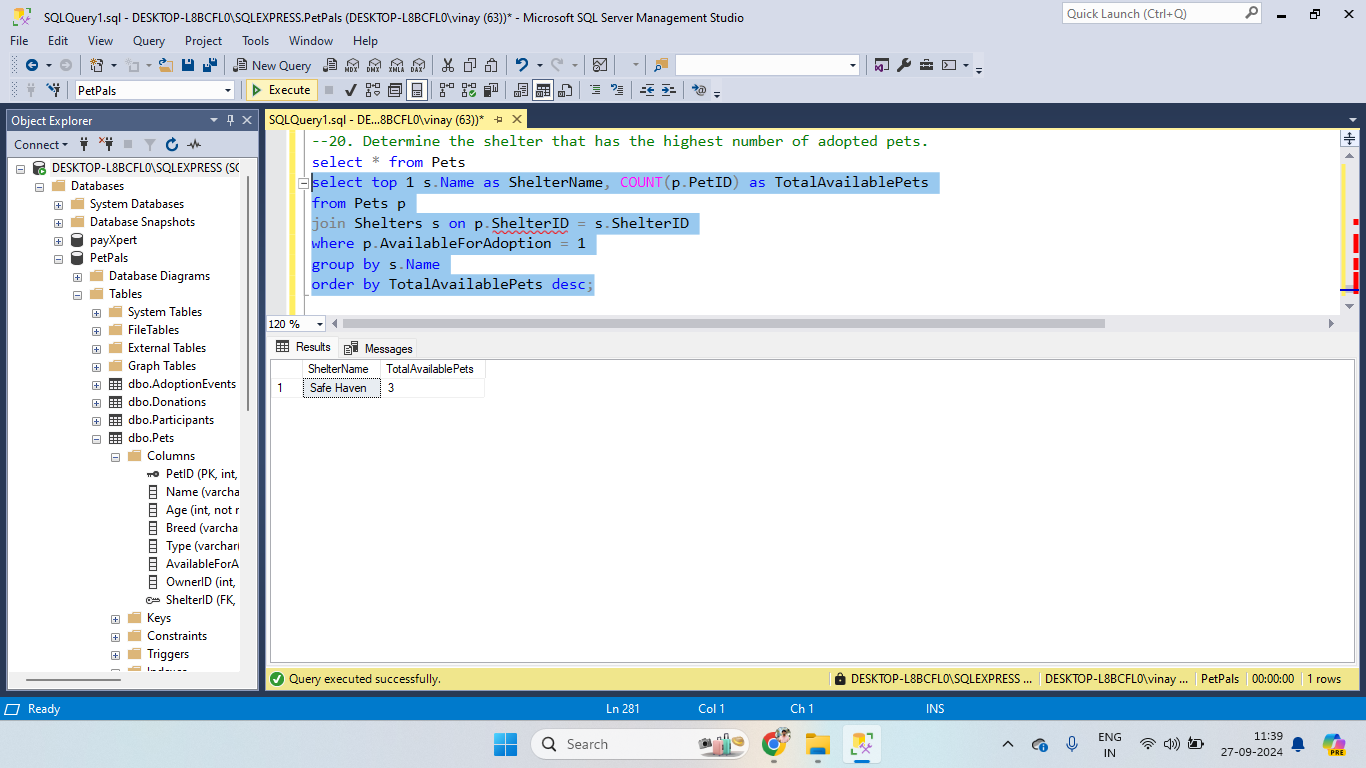 SQLQuery1.sql - DESKTOP-L8BCFL0\SQLEXPRESS.PetPals (DESKTOP-L8BCFL0\vinay (63))* - Microsoft SQL Server Management Studio
Quick Launch (Ctrl+Q)
File Edit View Query Project Tools Window Help
New Query
MDX DMX XMLA DAX
PetPals
Execute
Object Explorer
SQLQuery1.sql - DE...8BCFL0\vinay (63))*
Connect
DESKTOP-L8BCFL0\SQLEXPRESS (SQ
Databases
System Databases
Database Snapshots
payXpert
PetPals
Database Diagrams
Tables
System Tables
FileTables
External Tables
Graph Tables
dbo.AdoptionEvents
dbo.Donations
dbo.Participants
dbo.Pets
Columns
PetID (PK, int,
Name (varcha
Age (int, not r
Breed (varcha
Type (varchar(
AvailableForA
OwnerID (int,
ShelterID (FK,
Keys
Constraints
Triggers
Indexes
--20. Determine the shelter that has the highest number of adopted pets.
select * from Pets
select top 1 s.Name as ShelterName, COUNT(p.PetID) as TotalAvailablePets
from Pets p
join Shelters s on p.ShelterID = s.ShelterID
where p.AvailableForAdoption = 1
group by s.Name
order by TotalAvailablePets desc;
120 %
Results Messages
ShelterName TotalAvailablePets
1 Safe Haven 3
Query executed successfully.
DESKTOP-L8BCFL0\SQLEXPRESS ... DESKTOP-L8BCFL0\vinay ... PetPals 00:00:00 1 rows
Ready Ln 281 Col 1 Ch 1 INS
Search
ENG
IN
11:39
27-09-2024
PRE